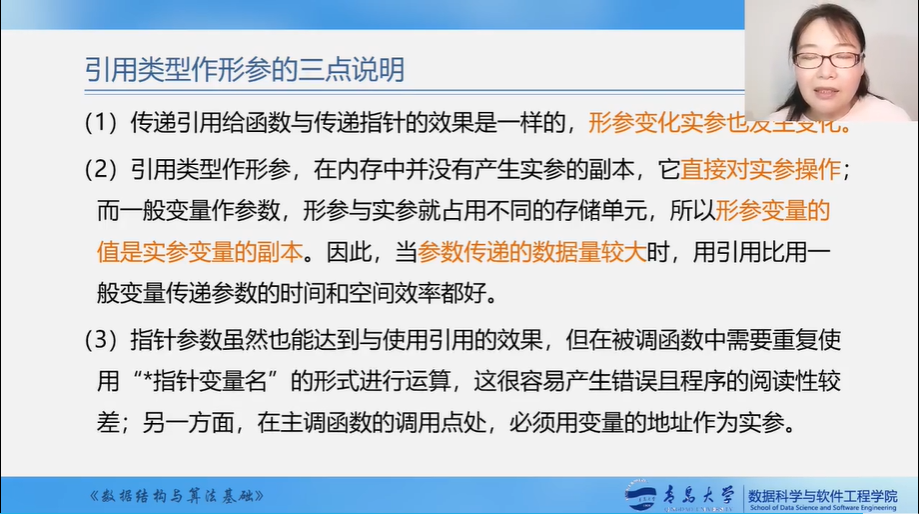 引用类型作形参的三点说明
(1) 传递引用给函数与传递指针的效果是一样的，形参变化实参也发生变化。
(2) 引用类型作形参，在内存中并没有产生实参的副本，它直接对实参操作；
而一般变量作参数，形参与实参就占用不同的存储单元，所以形参变量的
值是实参变量的副本。因此，当参数传递的数据量较大时，用引用比用一
般变量传递参数的时间和空间效率都好。
(3) 指针参数虽然也能达到与使用引用的效果，但在被调函数中需要重复使
用“*指针变量名”的形式进行运算，这很容易产生错误且程序的阅读性较
差；另一方面，在主调函数的调用点处，必须用变量的地址作为实参。
《数据结构与算法基础》
青岛大学
数据科学与软件工程学院
School of Data Science and Software Engineering